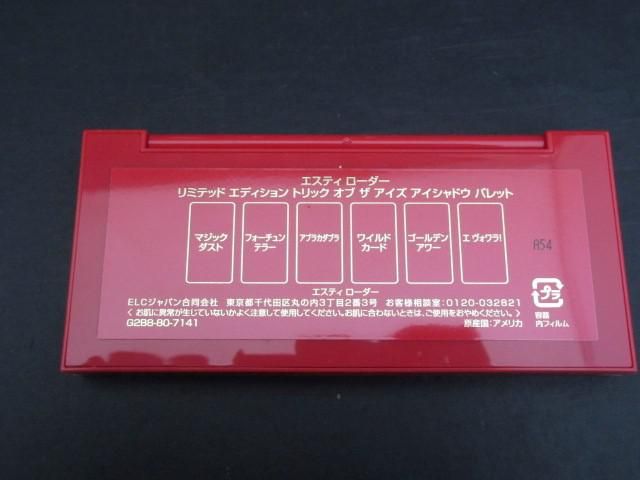 エスティ ローダー
リミテッド エディション トリック オブ ザ アイズ アイシャドウ パレット
マジック ダスト
フォーチュン テラー
アブラカダブラ
ワイルド カード
ゴールデン アワー
エ ヴォワラ!
A54
エスティ ローダー
ELCジャパン合同会社 東京都千代田区丸の内3丁目2番3号 お客様相談室:0120-032821
〈お肌に異常が生じていないかよく注意して使用してください。お肌に合わないときは、ご使用をおやめください。〉
G2B8-80-7141
原産国:アメリカ
プラ
容器
内フィルム